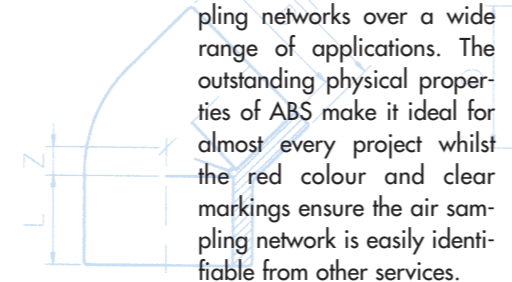 pling networks over a wide
range of applications. The
outstanding physical proper-
ties of ABS make it ideal for
almost every project whilst
the red colour and clear
markings ensure the air sam-
pling network is easily identi-
fiable from other services.
Z
L